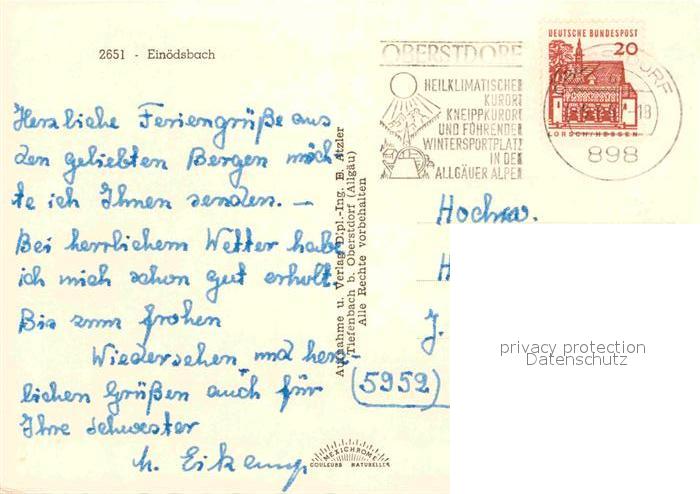 2651 - Einödsbach
Herzliche Feriengrüße aus
den geliebten Bergen möch
te ich Ihnen senden. —
Bei herrlichem Wetter habe
ich mich schon gut erholt.
Bis zum frohen
Wiedersehen und herz
lichen Grüßen auch für
Ihre Schwester
M. Eikamp
Aufnahme u. Verlag Dipl.-Ing. B. Atzler
(Tiefenbach b. Oberstdorf (Allgäu)
Alle Rechte vorbehalten
MEXICHROME
COULEURS NATURELLES
OBERSTDORF
HEILKLIMATISCHER
KURORT
KNEIPPKURORT
UND FÜHRENDER
WINTERSPORTPLATZ
IN DEN
ALLGÄUER ALPEN
DEUTSCHE BUNDESPOST
20
LORSCH/HESSEN
-18
898
Hochw.
H
J.
(5952)
privacy protection
Datenschutz